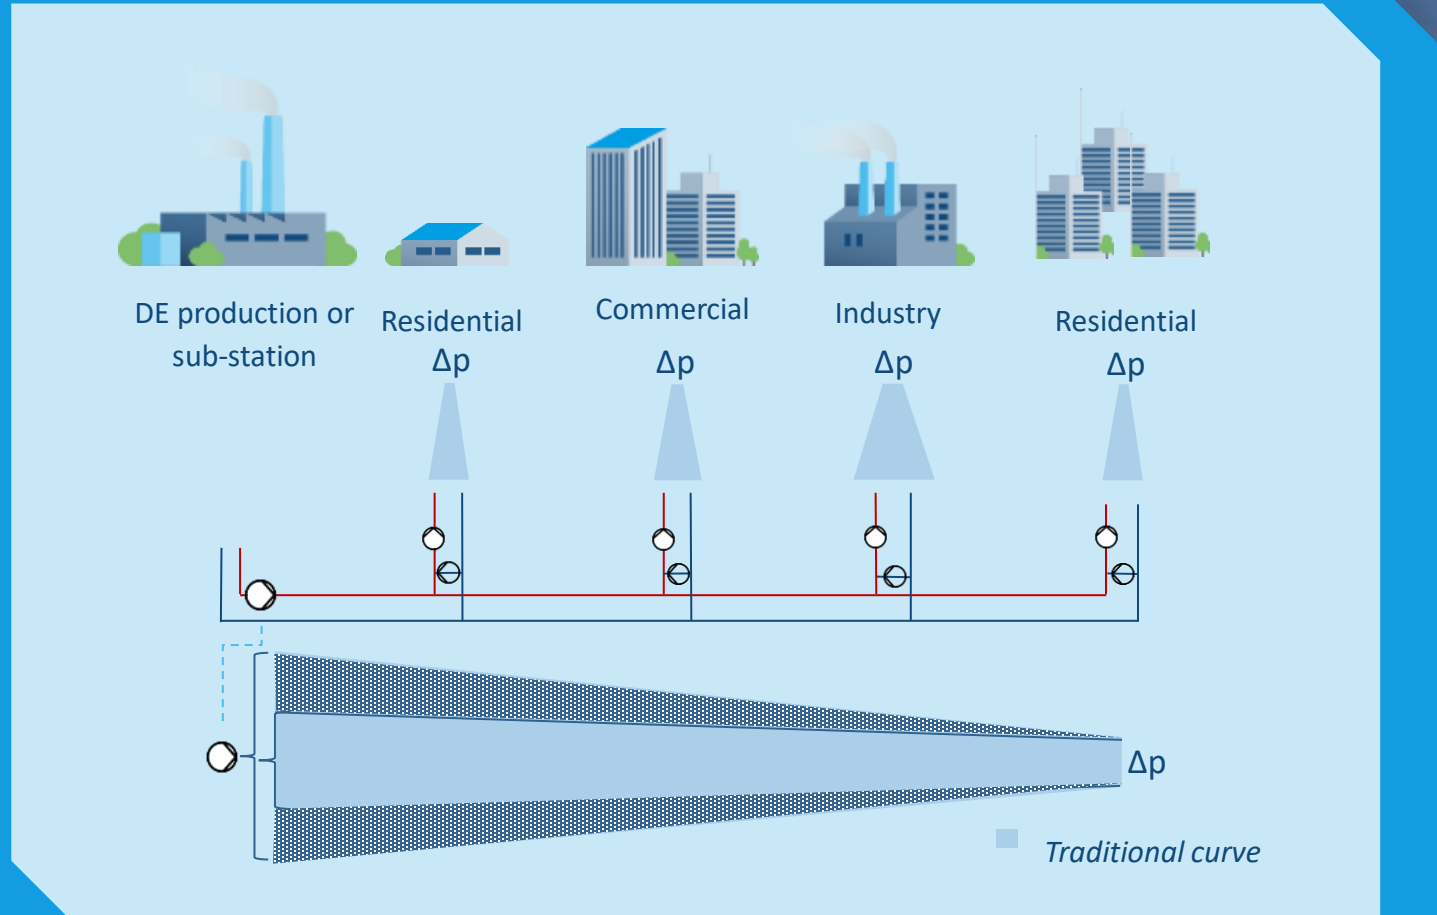 DE production or
sub-station
Residential
Δp
Commercial
Δp
Industry
Δp
Residential
Δp
Δp
Traditional curve